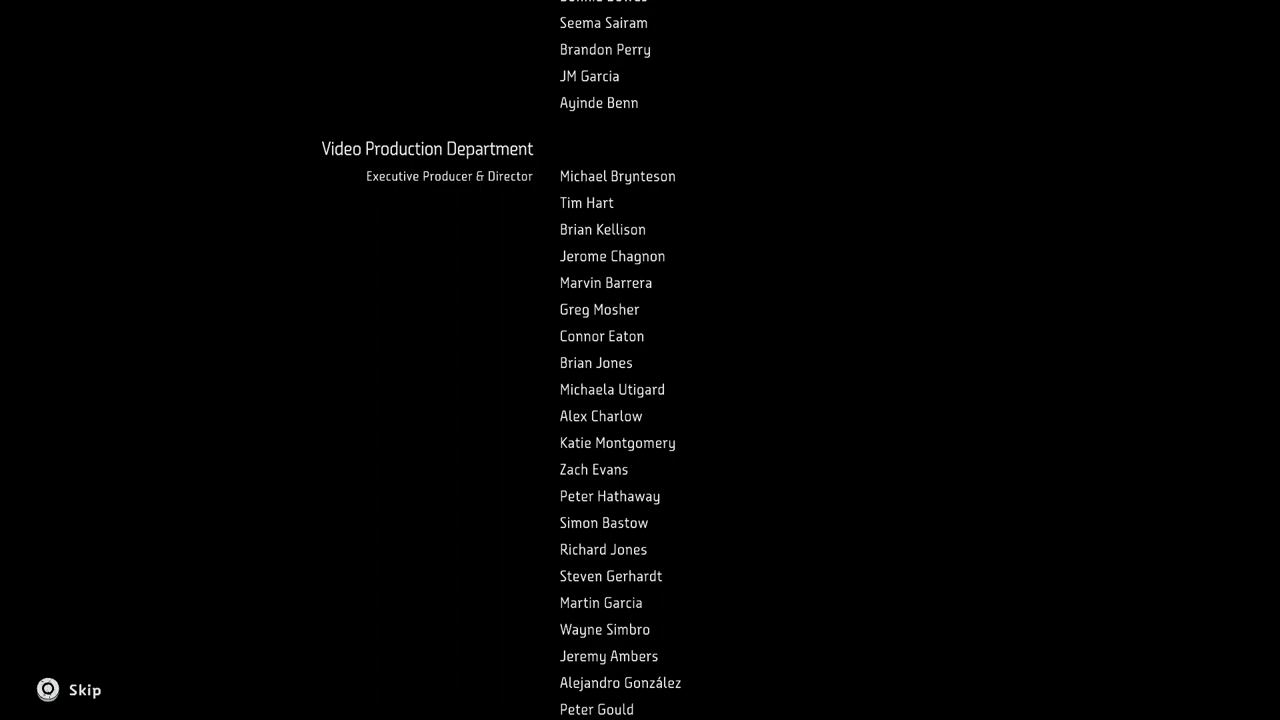 Seema Sairam
Brandon Perry
JM Garcia
Ayinde Benn
Video Production Department
Executive Producer & Director Michael Brynteson
Tim Hart
Brian Kellison
Jerome Chagnon
Marvin Barrera
Greg Mosher
Connor Eaton
Brian Jones
Michaela Utigard
Alex Charlow
Katie Montgomery
Zach Evans
Peter Hathaway
Simon Bastow
Richard Jones
Steven Gerhardt
Martin Garcia
Wayne Simbro
Jeremy Ambers
Alejandro González
Peter Gould
Skip